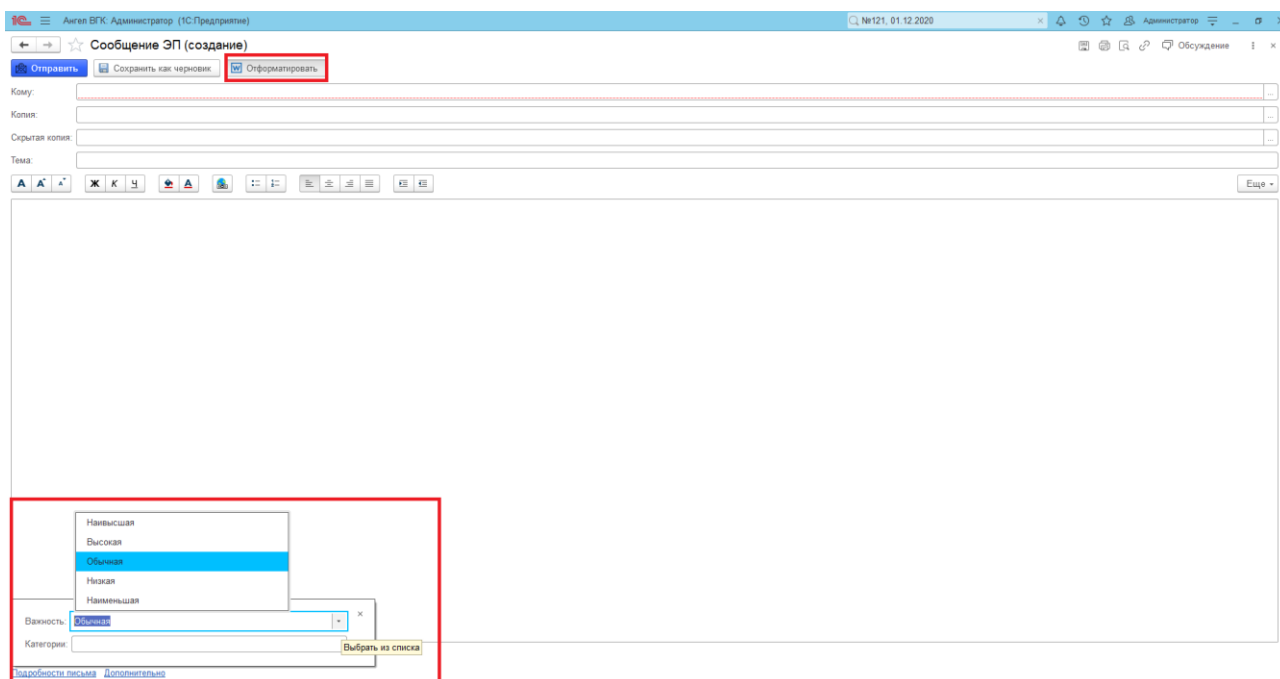 1С Ангел ВГК: Администратор (1С:Предприятие) №121, 01.12.2020 × Администратор
Сообщение ЭП (создание) Обсуждение
Отправить Сохранить как черновик W Отформатировать
Кому: ...
Копия: ...
Скрытая копия: ...
Тема:
А А А Ж К Ч А Еще
Наивысшая
Высокая
Обычная
Низкая
Наименьшая
Важность: Обычная ×
Категории:
Выбрать из списка
Подробности письма Дополнительно